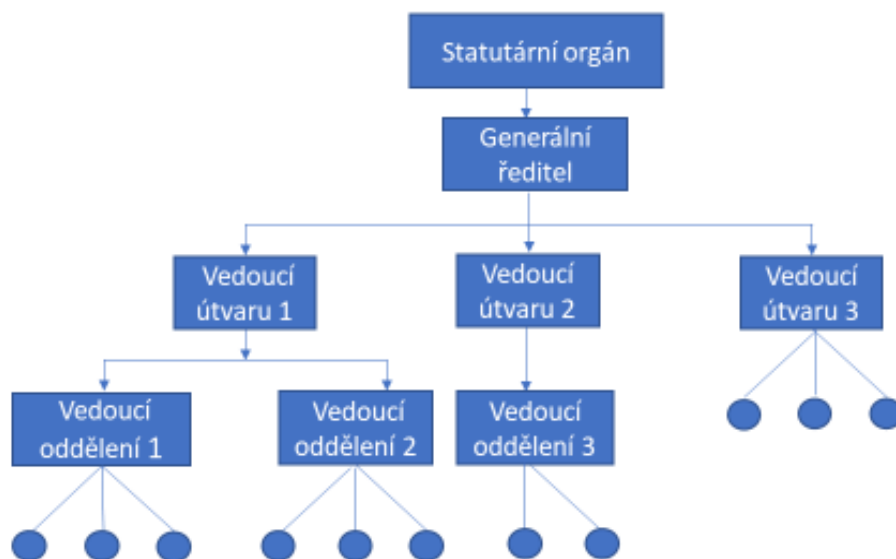 Statutární orgán
Generální
ředitel
Vedoucí
útvaru 1
Vedoucí
útvaru 2
Vedoucí
útvaru 3
Vedoucí
oddělení 1
Vedoucí
oddělení 2
Vedoucí
oddělení 3